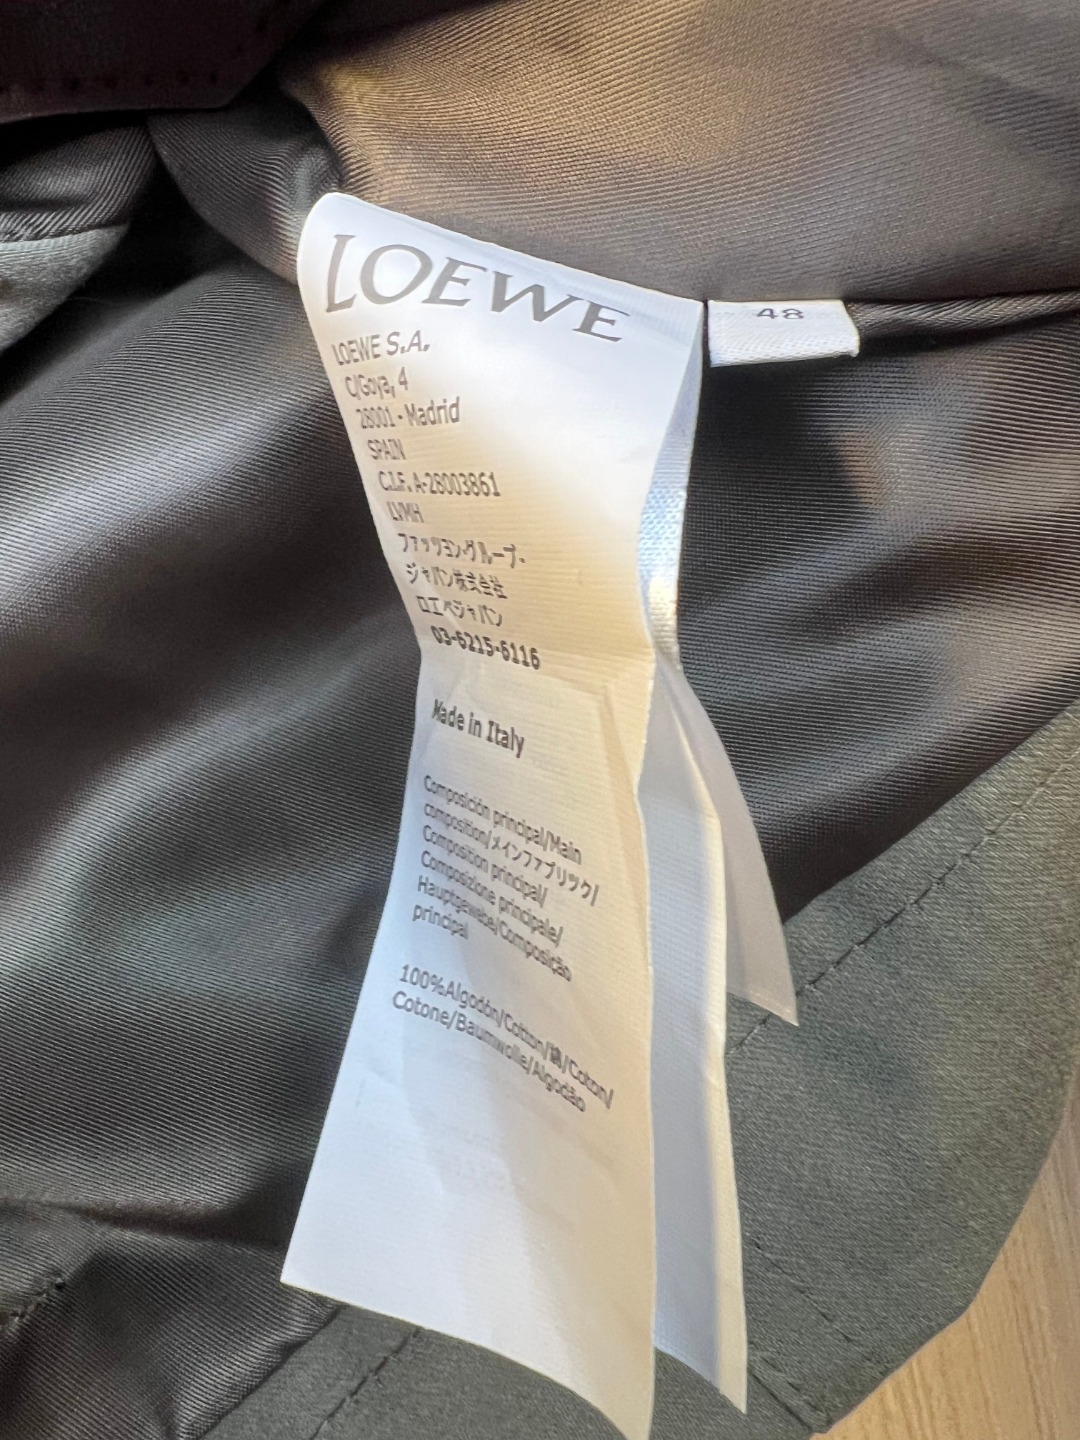 LOEWE
48
LOEWE S.A.
C/Goya, 4
28001 - Madrid
SPAIN
C.I.F. A-28003861
LVMH
ファッション・グループ・
ジャパン株式会社
ロエベジャパン
03-6215-6116
Made in Italy
Composición principal/Main
composition/メインファブリック/
Composition principal/
Composizione principale/
Hauptgewebe/Composição
principal
100%Algodón/Cotton/綿/Coton/
Cotone/Baumwolle/Algodão